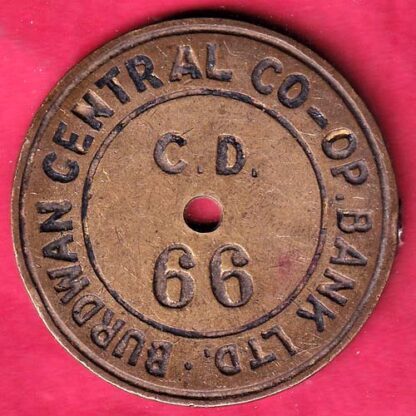 BURDWAN CENTRAL CO-OP. BANK LTD.
C.D.
66